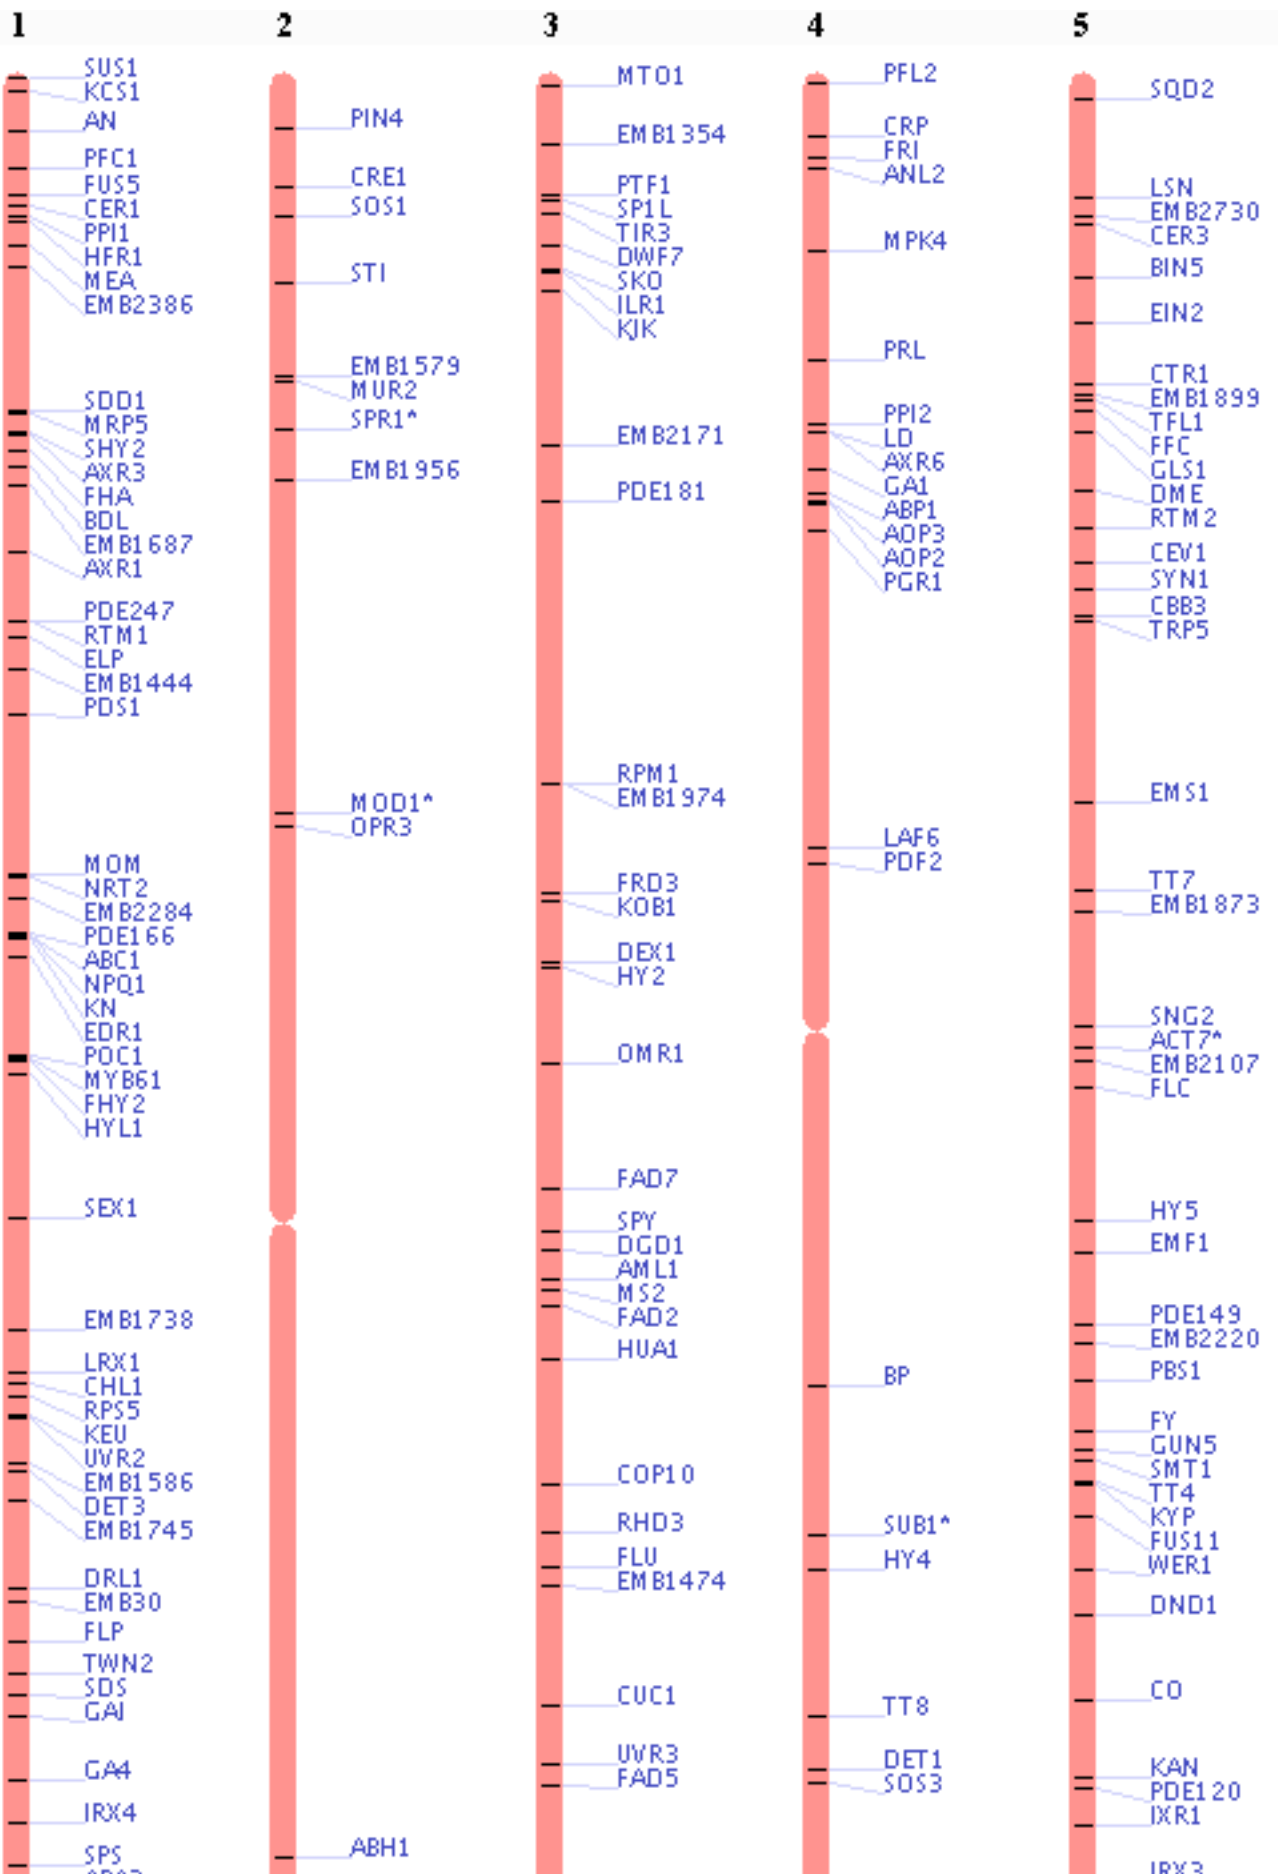 1 2 3 4 5
SUS1
KCS1
AN
PFC1
FUS5
CER1
PPI1
HFR1
MEA
EMB2386
SDD1
MRP5
SHY2
AXR3
FHA
BDL
EMB1687
AXR1
PDE247
RTM1
ELP
EMB1444
PDS1
MOM
NRT2
EMB2284
PDE166
ABC1
NPQ1
KN
EDR1
POC1
MYB61
FHY2
HYL1
SEX1
EMB1738
LRX1
CHL1
RPS5
KEU
UVR2
EMB1586
DET3
EMB1745
DRL1
EMB30
FLP
TWN2
SDS
GAI
GA4
IRX4
SPS
PIN4
CRE1
SOS1
STI
EMB1579
MUR2
SPR1*
EMB1956
MOD1*
OPR3
ABH1
MTO1
EMB1354
PTF1
SP1L
TIR3
DWF7
SKO
ILR1
KJK
EMB2171
PDE181
RPM1
EMB1974
FRD3
KOB1
DEX1
HY2
OMR1
FAD7
SPY
DGD1
AML1
MS2
FAD2
HUA1
COP10
RHD3
FLU
EMB1474
CUC1
UVR3
FAD5
PFL2
CRP
FRI
ANL2
MPK4
PRL
PPI2
LD
AXR6
GA1
ABP1
AOP3
AOP2
PGR1
LAF6
PDF2
BP
SUB1*
HY4
TT8
DET1
SOS3
SQD2
LSN
EMB2730
CER3
BIN5
EIN2
CTR1
EMB1899
TFL1
FFC
GLS1
DME
RTM2
CEV1
SYN1
CBB3
TRP5
EMS1
TT7
EMB1873
SNG2
ACT7*
EMB2107
FLC
HY5
EMF1
PDE149
EMB2220
PBS1
FY
GUN5
SMT1
TT4
KYP
FUS11
WER1
DND1
CO
KAN
PDE120
IXR1
IRX3